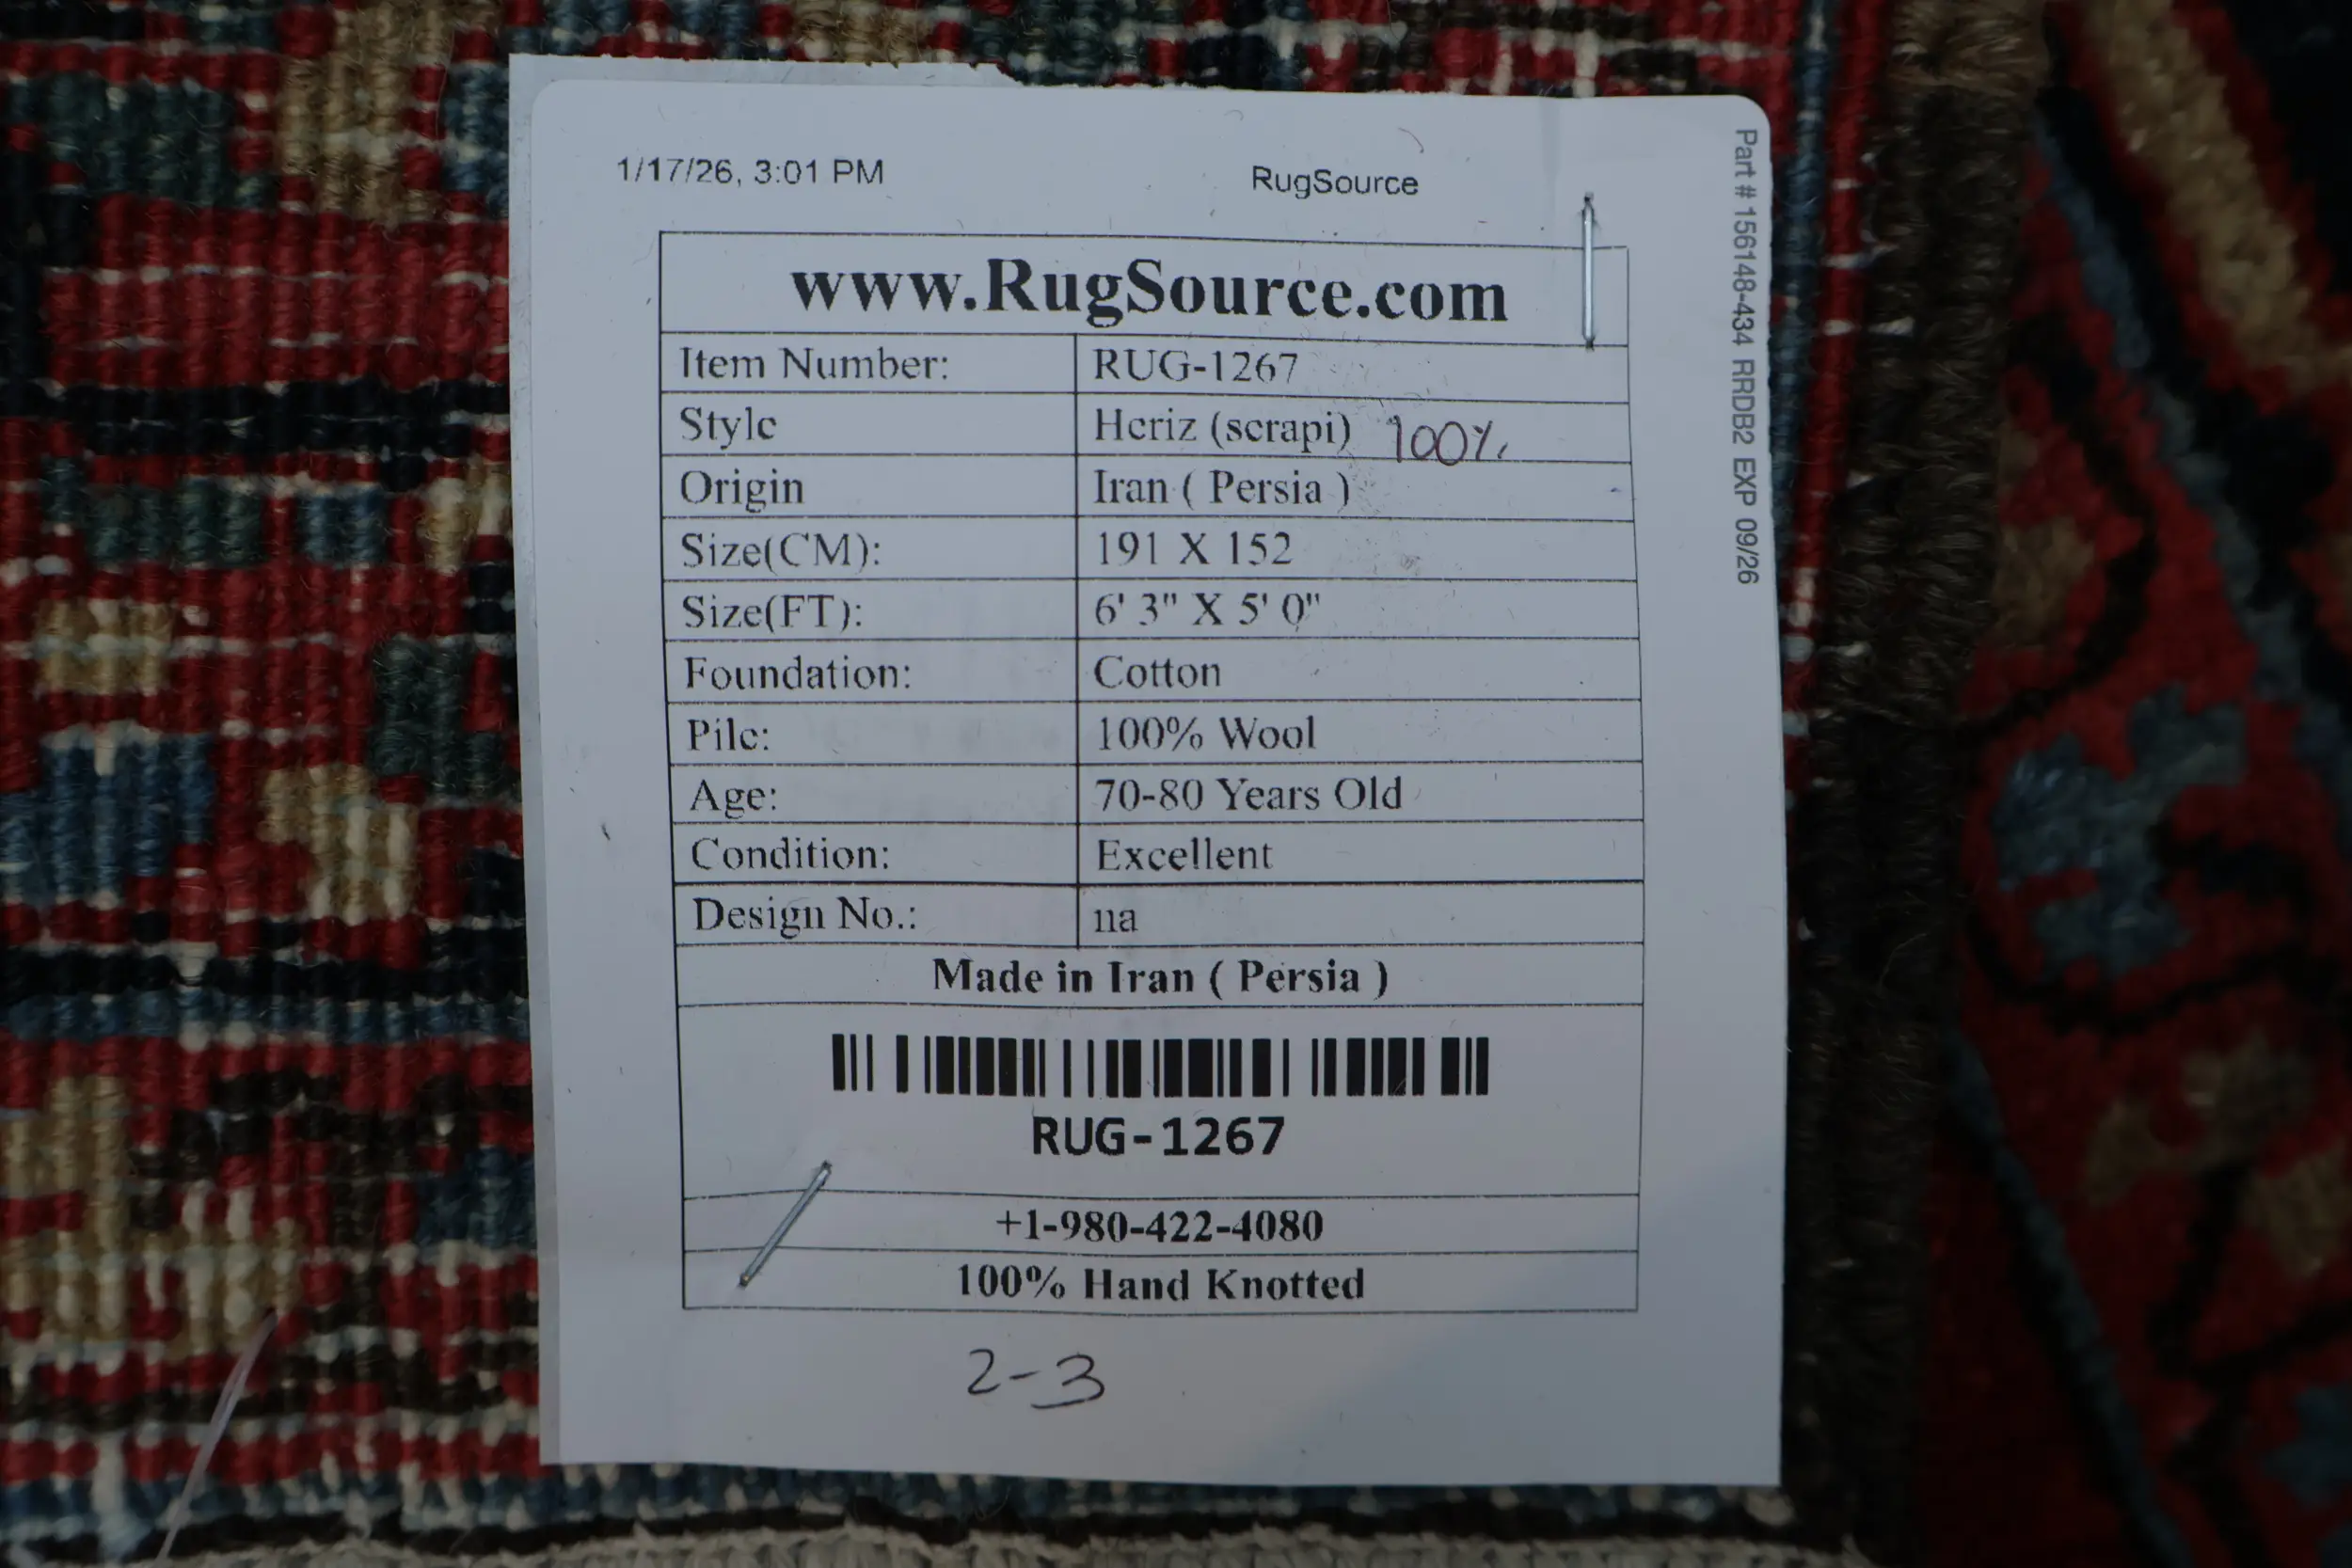 1/17/26, 3:01 PM RugSource
www.RugSource.com
Item Number: RUG-1267
Style Heriz (serapi) 100%
Origin Iran ( Persia )
Size(CM): 191 X 152
Size(FT): 6' 3" X 5' 0"
Foundation: Cotton
Pile: 100% Wool
Age: 70-80 Years Old
Condition: Excellent
Design No.: na
Made in Iran ( Persia )
RUG-1267
+1-980-422-4080
100% Hand Knotted
2-3
Part # 156148-434 RRDB2 EXP 09/26